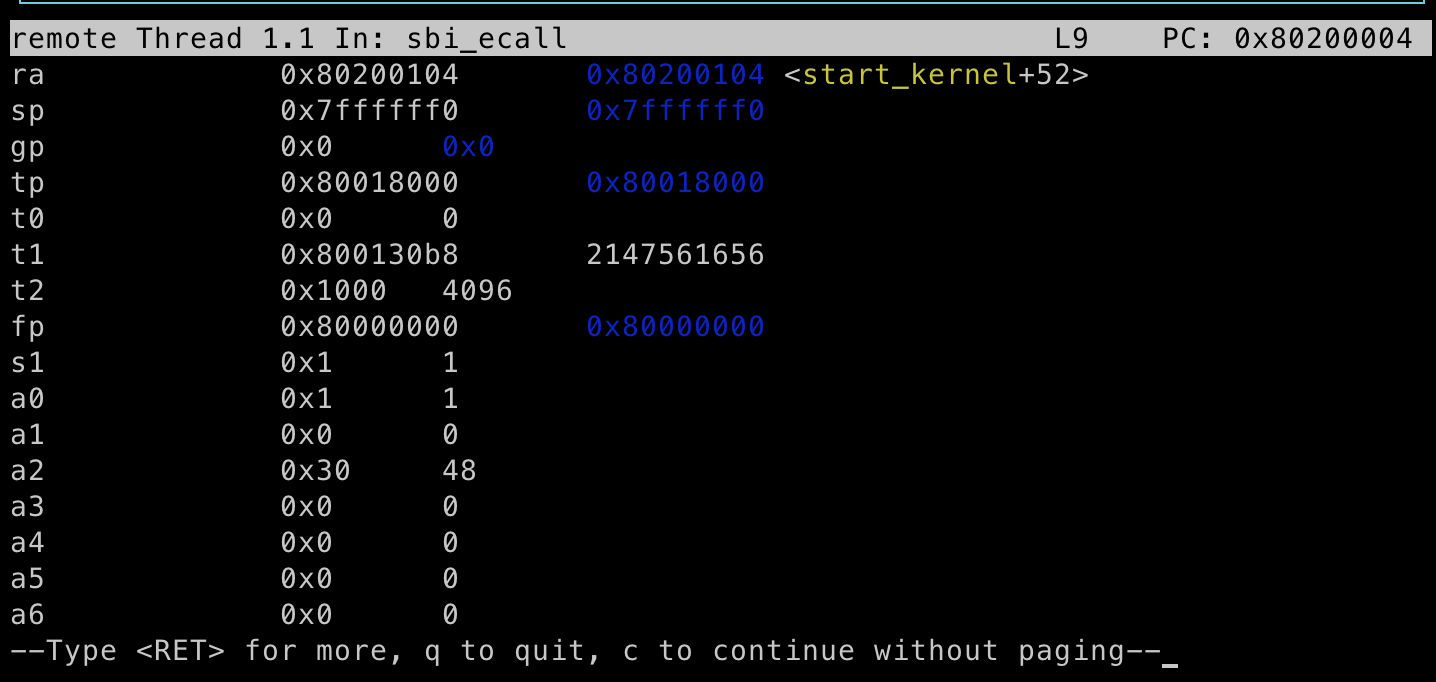 remote Thread 1.1 In: sbi_ecall L9 PC: 0x80200004
ra 0x80200104 0x80200104 <start_kernel+52>
sp 0x7ffffff0 0x7ffffff0
gp 0x0 0x0
tp 0x80018000 0x80018000
t0 0x0 0
t1 0x800130b8 2147561656
t2 0x1000 4096
fp 0x80000000 0x80000000
s1 0x1 1
a0 0x1 1
a1 0x0 0
a2 0x30 48
a3 0x0 0
a4 0x0 0
a5 0x0 0
a6 0x0 0
--Type <RET> for more, q to quit, c to continue without paging--_